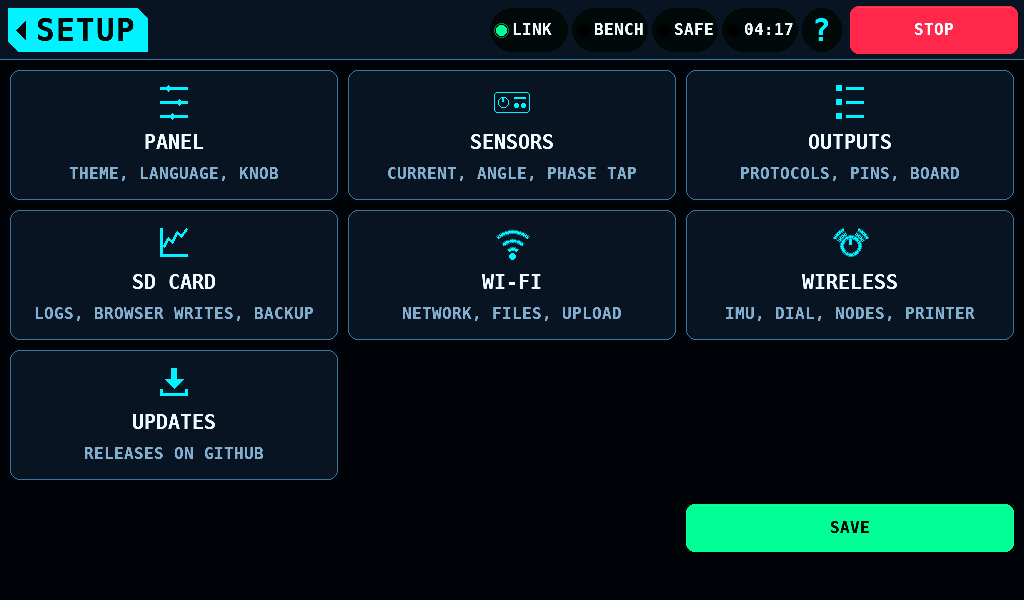 SETUP
LINK
BENCH
SAFE
04:17
?
STOP
PANEL
THEME, LANGUAGE, KNOB
SENSORS
CURRENT, ANGLE, PHASE TAP
OUTPUTS
PROTOCOLS, PINS, BOARD
SD CARD
LOGS, BROWSER WRITES, BACKUP
WI-FI
NETWORK, FILES, UPLOAD
WIRELESS
IMU, DIAL, NODES, PRINTER
UPDATES
RELEASES ON GITHUB
SAVE